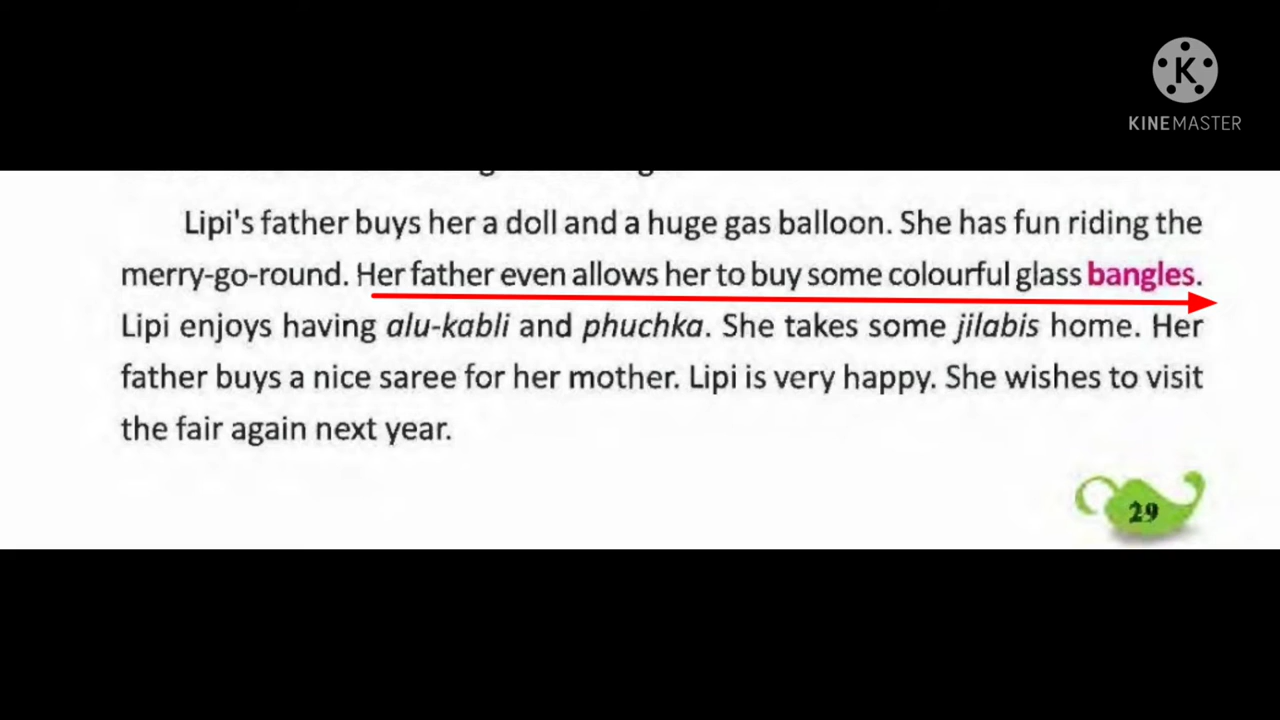 KINEMASTER
Lipi's father buys her a doll and a huge gas balloon. She has fun riding the
merry-go-round. Her father even allows her to buy some colourful glass bangles.
Lipi enjoys having alu-kabli and phuchka. She takes some jilabis home. Her
father buys a nice saree for her mother. Lipi is very happy. She wishes to visit
the fair again next year.
29